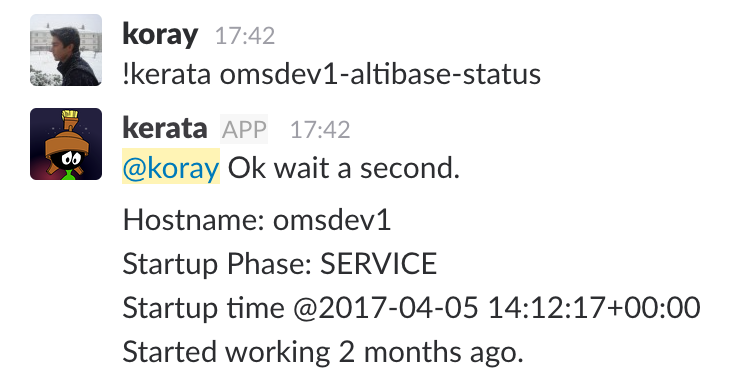 koray 17:42
!kerata omsdev1-altibase-status
kerata APP 17:42
@koray Ok wait a second.
Hostname: omsdev1
Startup Phase: SERVICE
Startup time @2017-04-05 14:12:17+00:00
Started working 2 months ago.